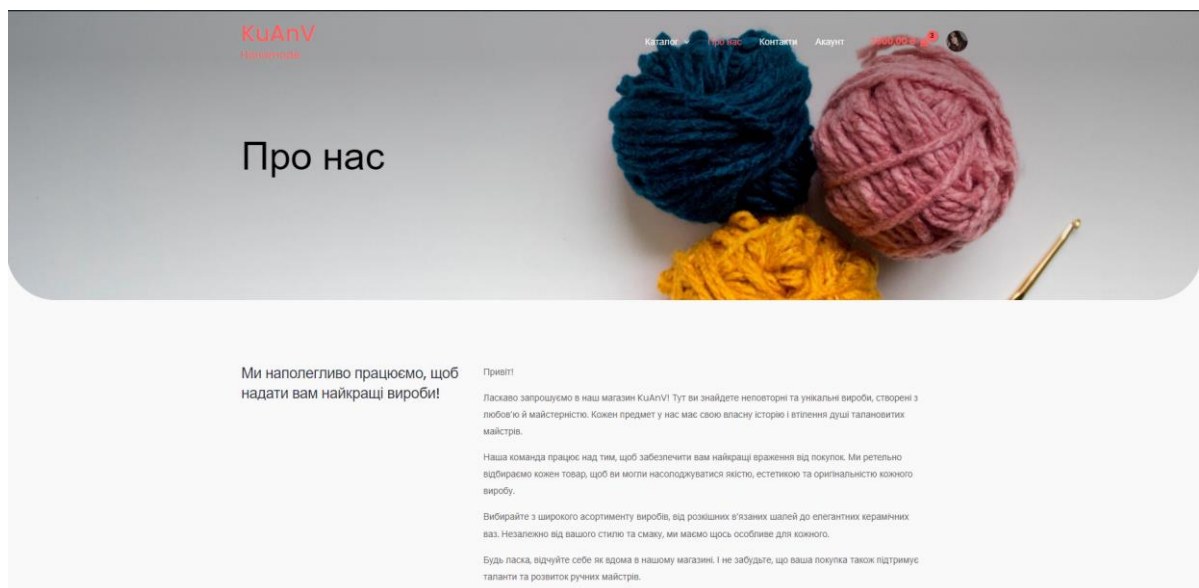 KuAnV
Каталог
Про нас
Контакти
Акаунт
2
Про нас
Ми наполегливо працюємо, щоб
надати вам найкращі вироби!
Привіт!
Ласкаво запрошуємо в наш магазин KuAnV! Тут ви знайдете неповторні та унікальні вироби, створені з
любов'ю й майстерністю. Кожен предмет у нас має свою власну історію і втілення душі талановитих
майстрів.
Наша команда працює над тим, щоб забезпечити вам найкращі враження від покупок. Ми ретельно
відбираємо кожен товар, щоб ви могли насолоджуватися якістю, естетикою та оригінальністю кожного
виробу.
Вибирайте з широкого асортименту виробів, від розкішних в'язаних шалей до елегантних керамічних
ваз. Незалежно від вашого стилю та смаку, ми маємо щось особливе для кожного.
Будь ласка, відчуйте себе як вдома в нашому магазині. І не забудьте, що ваша покупка також підтримує
таланти та розвиток ручних майстрів.